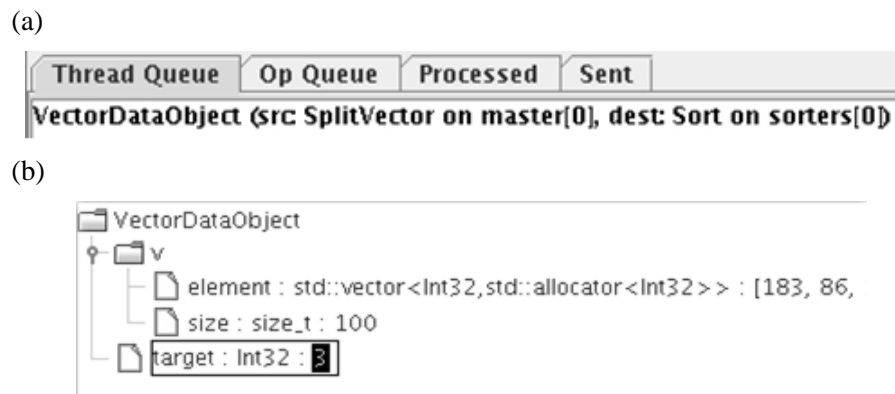 (a)
Thread Queue Op Queue Processed Sent
VectorDataObject (src: SplitVector on master[0], dest: Sort on sorters[0])
(b)
VectorDataObject
v
element : std::vector<Int32,std::allocator<Int32>> : [183, 86,
size : size_t : 100
target : Int32 : 3